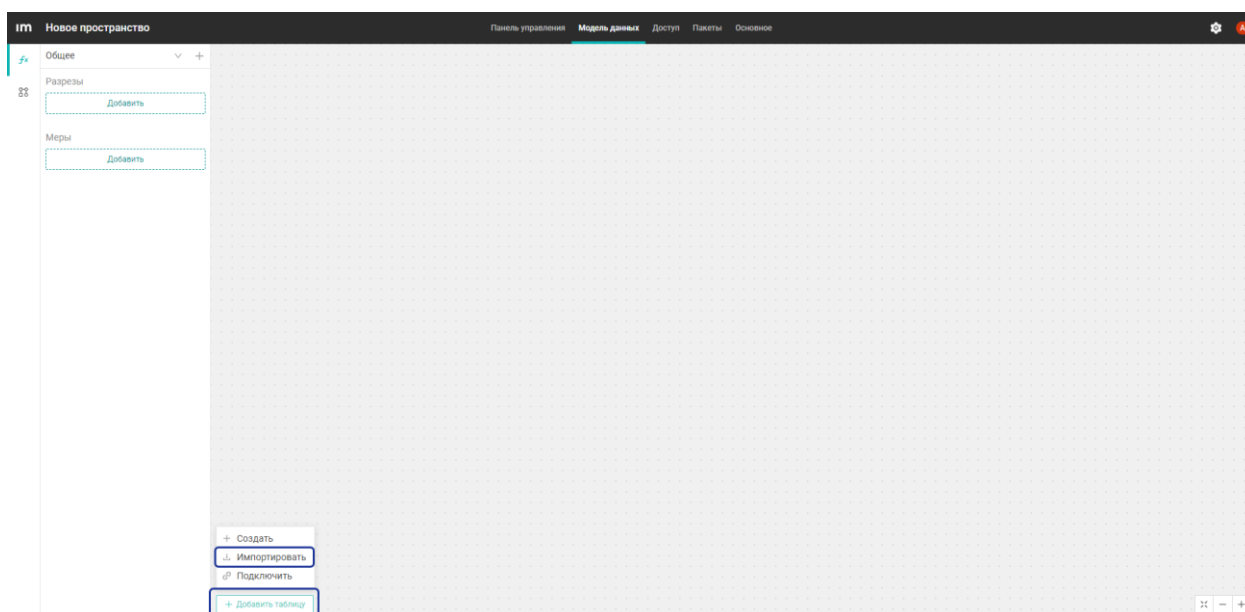 im Новое пространство Панель управления Модель данных Доступ Пакеты Основное
Общее
Разрезы
Добавить
Меры
Добавить
+ Создать
Импортировать
Подключить
+ Добавить таблицу